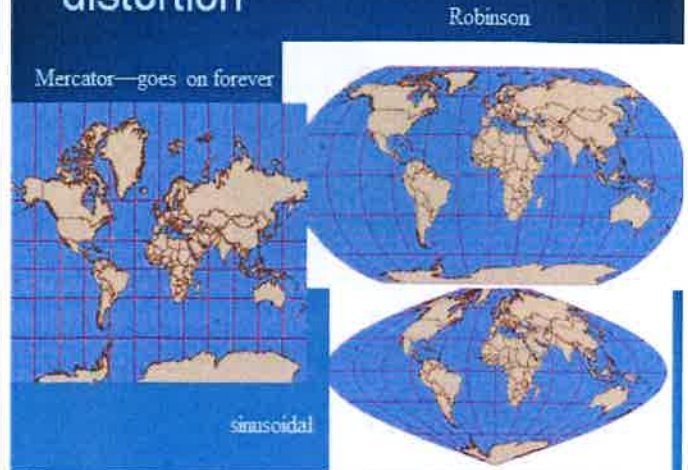 distortion
Robinson
Mercator—goes on forever
sinusoidal